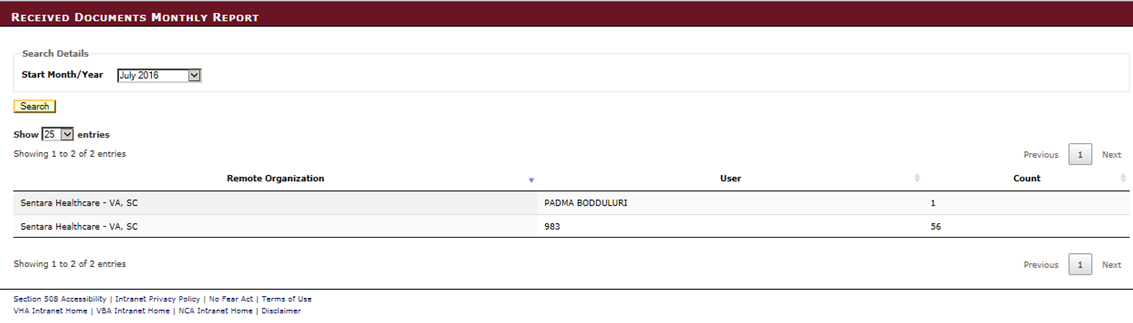 Received Documents Monthly Report
Search Details
Start Month/Year July 2016
Search
Show 25 entries
Showing 1 to 2 of 2 entries Previous 1 Next
Remote Organization User Count
Sentara Healthcare - VA, SC PADMA BODDULURI 1
Sentara Healthcare - VA, SC 983 56
Showing 1 to 2 of 2 entries Previous 1 Next
Section 508 Accessibility | Intranet Privacy Policy | No Fear Act | Terms of Use
VHA Intranet Home | VBA Intranet Home | NCA Intranet Home | Disclaimer